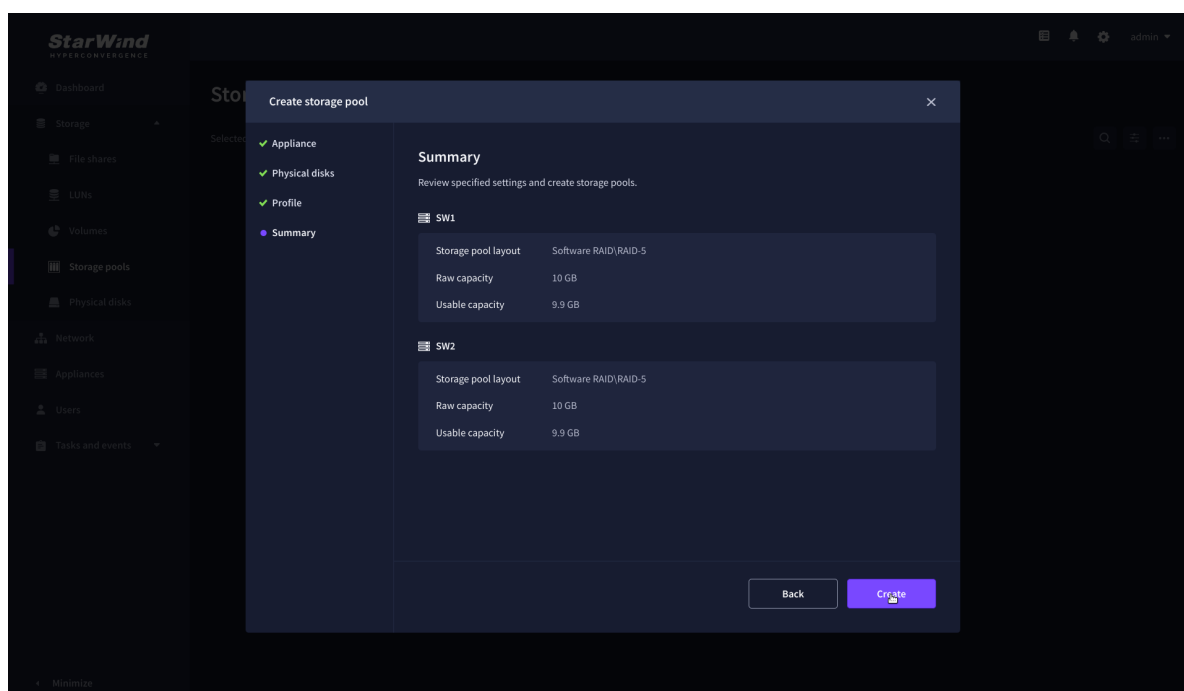 StarWind
HYPERCONVERGENCE
admin
Dashboard
Storage
File shares
LUNs
Volumes
Storage pools
Physical disks
Network
Appliances
Users
Tasks and events
Minimize
Stor
Selected
Create storage pool
Appliance
Physical disks
Profile
Summary
Summary
Review specified settings and create storage pools.
SW1
Storage pool layout Software RAID\RAID-5
Raw capacity 10 GB
Usable capacity 9.9 GB
SW2
Storage pool layout Software RAID\RAID-5
Raw capacity 10 GB
Usable capacity 9.9 GB
Back Create